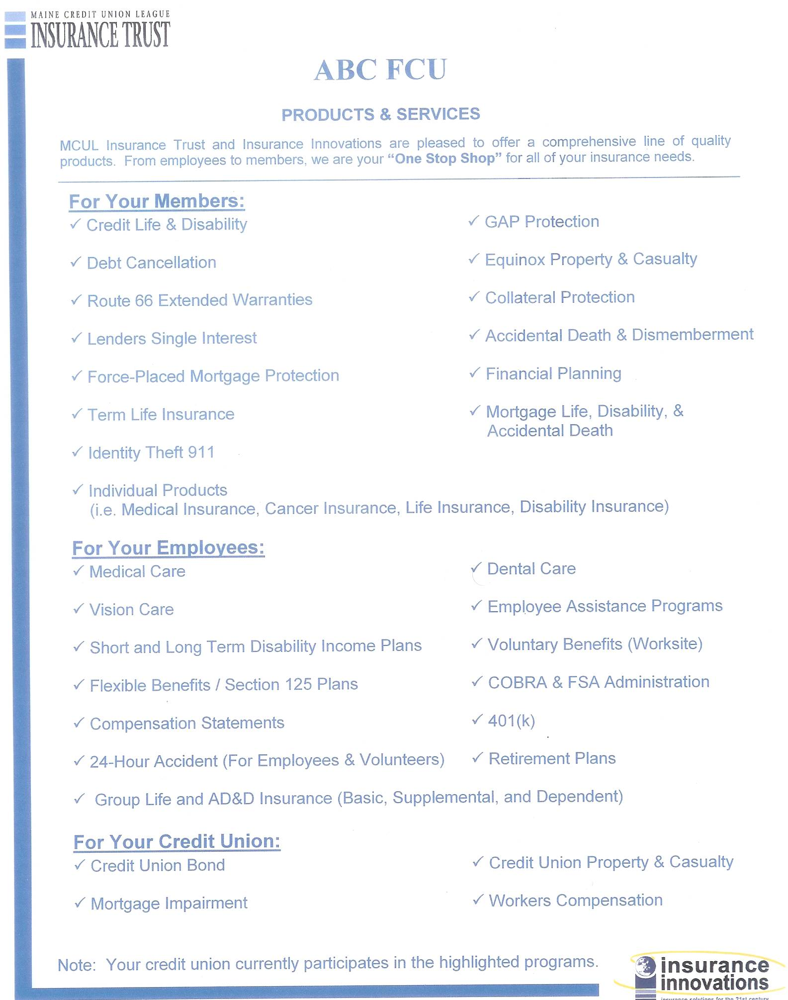 MAINE CREDIT UNION LEAGUE
INSURANCE TRUST
ABC FCU
PRODUCTS & SERVICES
MCUL Insurance Trust and Insurance Innovations are pleased to offer a comprehensive line of quality
products. From employees to members, we are your “One Stop Shop” for all of your insurance needs.
For Your Members:
✓ Credit Life & Disability
✓ GAP Protection
✓ Debt Cancellation
✓ Equinox Property & Casualty
✓ Route 66 Extended Warranties
✓ Collateral Protection
✓ Lenders Single Interest
✓ Accidental Death & Dismemberment
✓ Force-Placed Mortgage Protection
✓ Financial Planning
✓ Term Life Insurance
✓ Mortgage Life, Disability, &
Accidental Death
✓ Identity Theft 911
✓ Individual Products
(i.e. Medical Insurance, Cancer Insurance, Life Insurance, Disability Insurance)
For Your Employees:
✓ Medical Care
✓ Dental Care
✓ Vision Care
✓ Employee Assistance Programs
✓ Short and Long Term Disability Income Plans
✓ Voluntary Benefits (Worksite)
✓ Flexible Benefits / Section 125 Plans
✓ COBRA & FSA Administration
✓ Compensation Statements
✓ 401(k)
✓ 24-Hour Accident (For Employees & Volunteers)
✓ Retirement Plans
✓ Group Life and AD&D Insurance (Basic, Supplemental, and Dependent)
For Your Credit Union:
✓ Credit Union Bond
✓ Credit Union Property & Casualty
✓ Mortgage Impairment
✓ Workers Compensation
Note: Your credit union currently participates in the highlighted programs.
insurance
innovations
insurance solutions for the 21st century